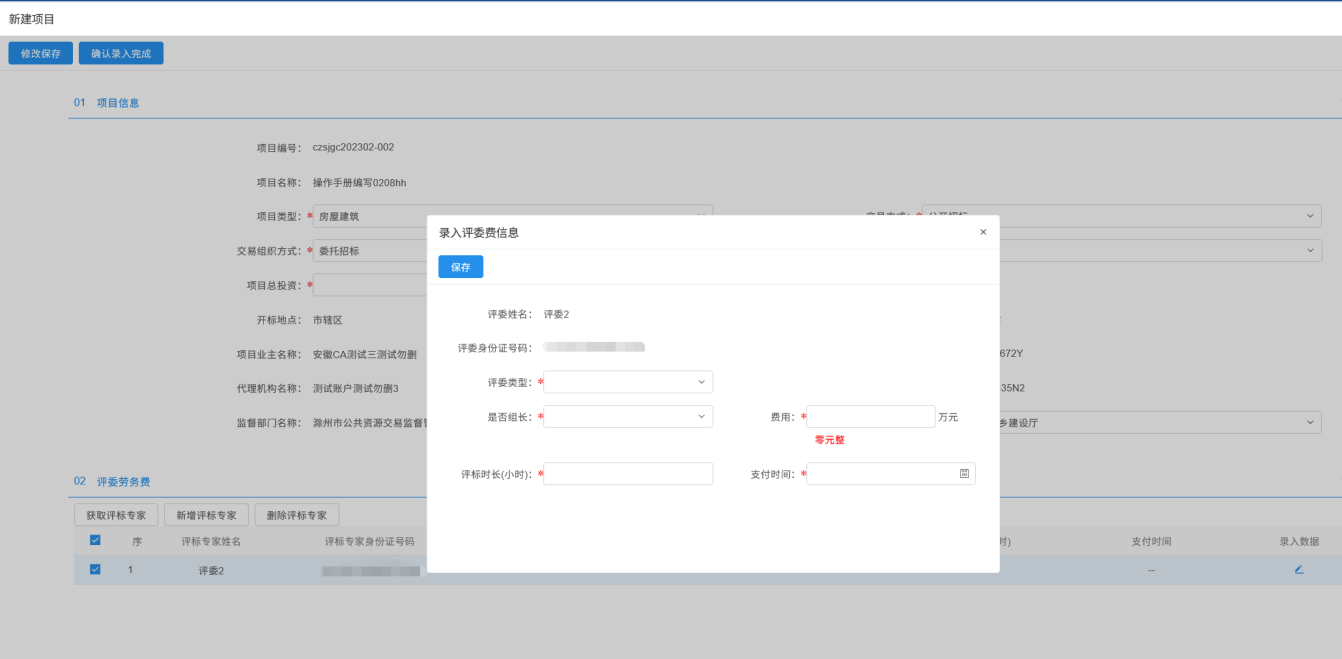 新建项目
修改保存 确认录入完成
01 项目信息
项目编号： czsjgc202302-002
项目名称： 操作手册编写0208hh
项目类型：* 房屋建筑
交易组织方式：* 委托招标
项目总投资：*
开标地点： 市辖区
项目业主名称： 安徽CA测试三测试勿删 672Y
代理机构名称： 测试账户测试勿删3 35N2
监督部门名称： 滁州市公共资源交易监督 乡建设厅
录入评委费信息 ×
保存
评委姓名： 评委2
评委身份证号码：
评委类型：*
是否组长：* 费用：* 万元
零元整
评标时长(小时)：* 支付时间：*
02 评委劳务费
获取评标专家 新增评标专家 删除评标专家
序 评标专家姓名 评标专家身份证号码 时) 支付时间 录入数据
1 评委2 --